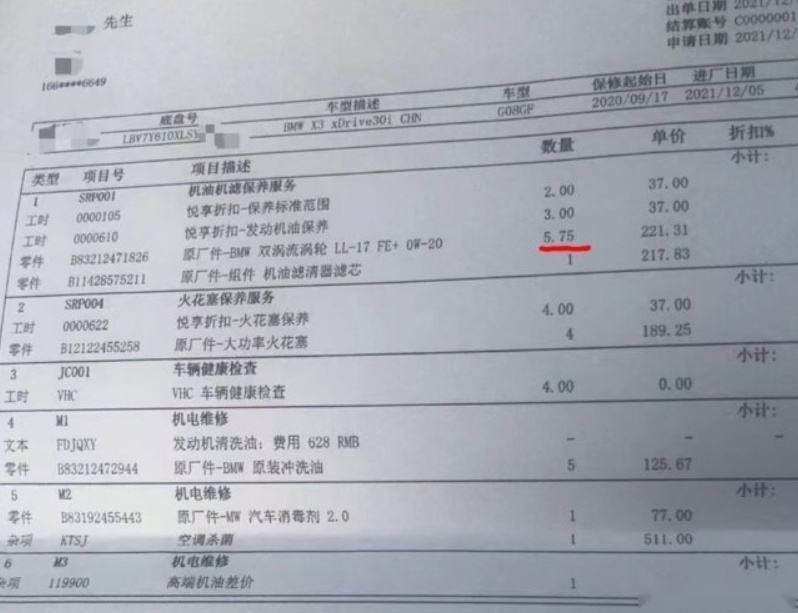 先生
出单日期 2021/12/
结算账号 C0000001
申请日期 2021/12/
166****6649
底盘号 车型描述 车型 保修起始日 进厂日期
LBV7Y610XLSY BMW X3 xDrive30i CHN G08GF 2020/09/17 2021/12/05
类型 项目号 项目描述 数量 单价 折扣%
1 SRP001 机油机滤保养服务 小计:
工时 0000105 悦享折扣-保养标准范围 2.00 37.00
工时 0000610 悦享折扣-发动机油保养 3.00 37.00
零件 B83212471826 原厂件-BMW 双涡流涡轮 LL-17 FE+ 0W-20 5.75 221.31
零件 B11428575211 原厂件-组件 机油滤清器滤芯 1 217.83
2 SRP004 火花塞保养服务 小计:
工时 0000622 悦享折扣-火花塞保养 4.00 37.00
零件 B12122455258 原厂件-大功率火花塞 4 189.25
3 JC001 车辆健康检查 小计:
工时 VHC VHC 车辆健康检查 4.00 0.00
4 M1 机电维修 小计:
文本 FDJQXY 发动机清洗油: 费用 628 RMB - - -
零件 B83212472944 原厂件-BMW 原装冲洗油 5 125.67
5 M2 机电维修 小计:
零件 B83192455443 原厂件-MW 汽车消毒剂 2.0 1 77.00
杂项 KTSJ 空调杀菌 1 511.00
6 M3 机电维修 小计:
杂项 119900 高端机油差价 1